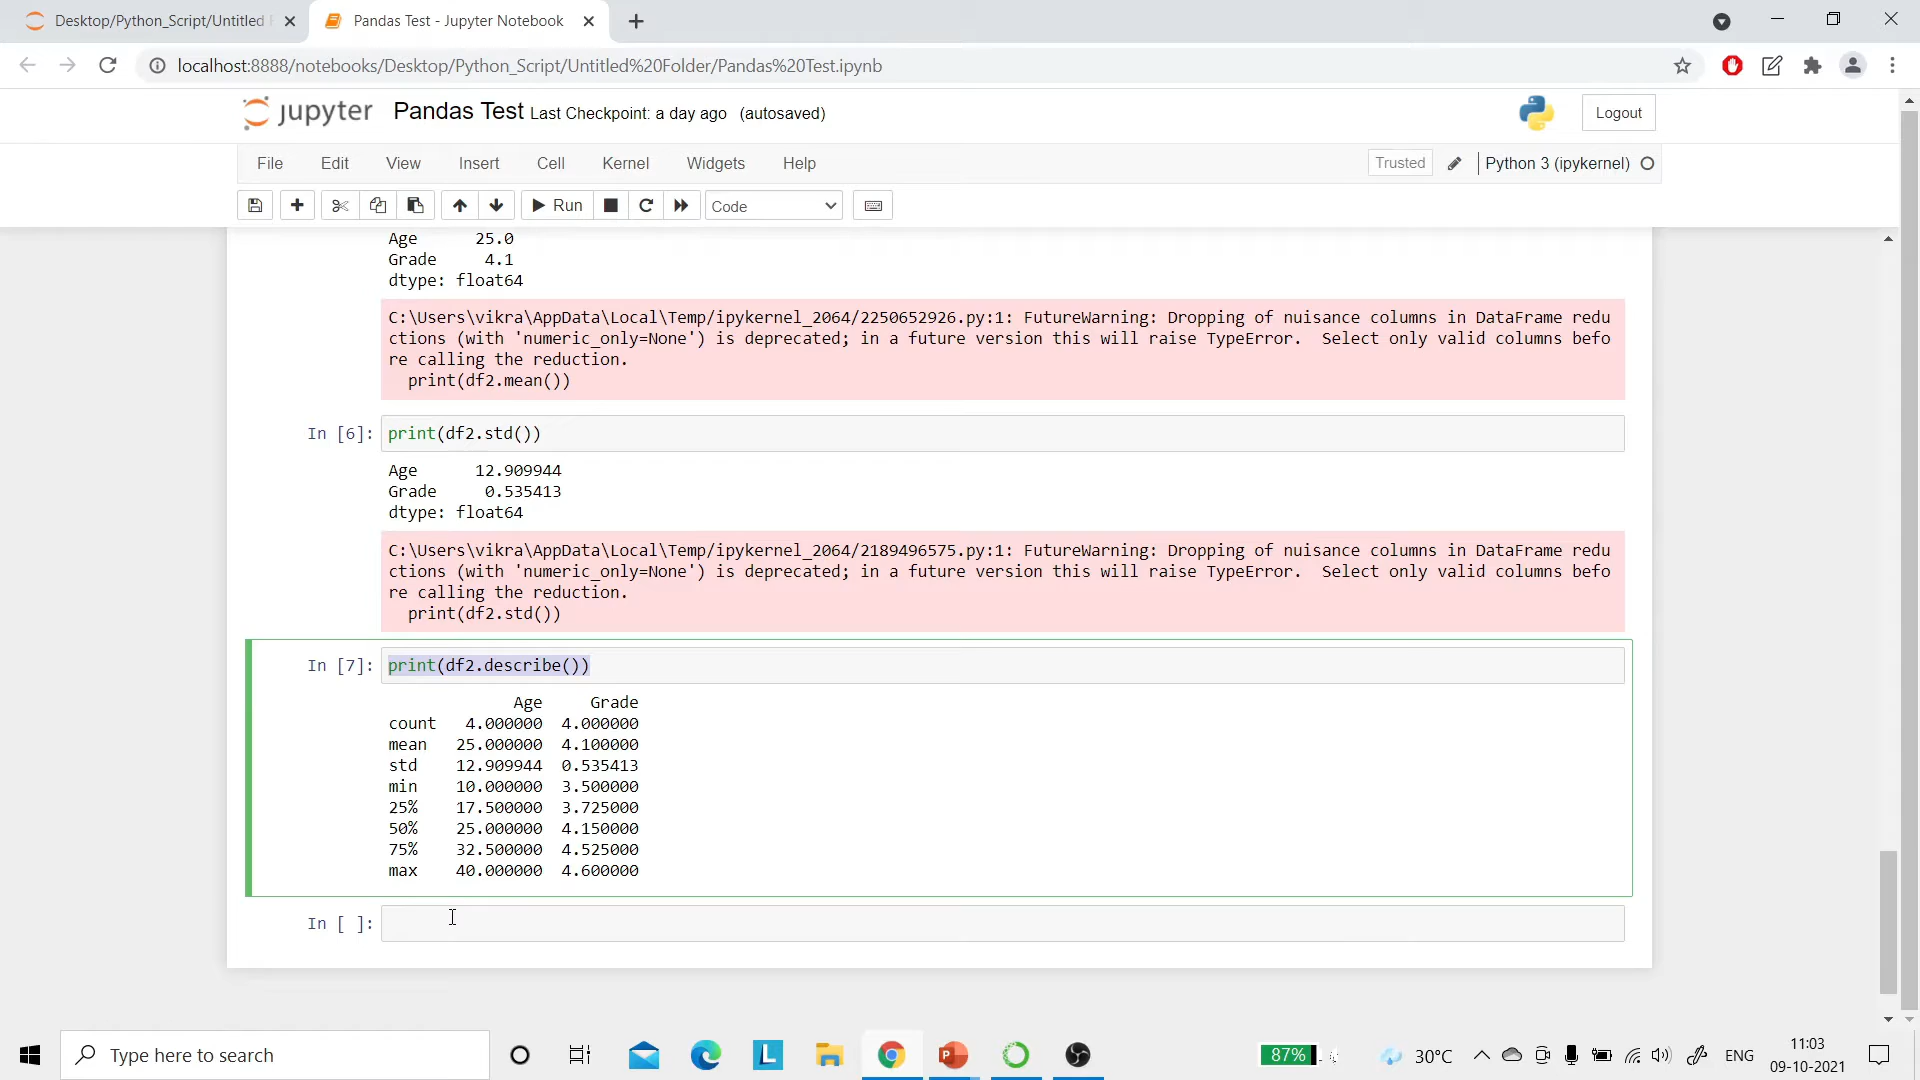 Desktop/Python_Script/Untitled F
Pandas Test - Jupyter Notebook
localhost:8888/notebooks/Desktop/Python_Script/Untitled%20Folder/Pandas%20Test.ipynb
jupyter Pandas Test Last Checkpoint: a day ago (autosaved)
Logout
File Edit View Insert Cell Kernel Widgets Help
Trusted Python 3 (ipykernel)
Run Code
Age 25.0
Grade 4.1
dtype: float64
C:\Users\vikra\AppData\Local\Temp/ipykernel_2064/2250652926.py:1: FutureWarning: Dropping of nuisance columns in DataFrame redu
ctions (with 'numeric_only=None') is deprecated; in a future version this will raise TypeError. Select only valid columns befo
re calling the reduction.
print(df2.mean())
In [6]: print(df2.std())
Age 12.909944
Grade 0.535413
dtype: float64
C:\Users\vikra\AppData\Local\Temp/ipykernel_2064/2189496575.py:1: FutureWarning: Dropping of nuisance columns in DataFrame redu
ctions (with 'numeric_only=None') is deprecated; in a future version this will raise TypeError. Select only valid columns befo
re calling the reduction.
print(df2.std())
In [7]: print(df2.describe())
Age Grade
count 4.000000 4.000000
mean 25.000000 4.100000
std 12.909944 0.535413
min 10.000000 3.500000
25% 17.500000 3.725000
50% 25.000000 4.150000
75% 32.500000 4.525000
max 40.000000 4.600000
In [ ]:
Type here to search
L
87%
30°C
ENG
11:03
09-10-2021